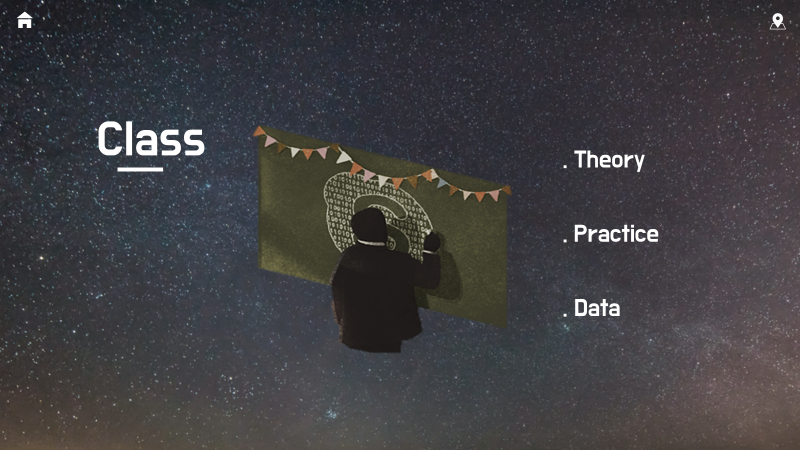 Class
. Theory
. Practice
. Data